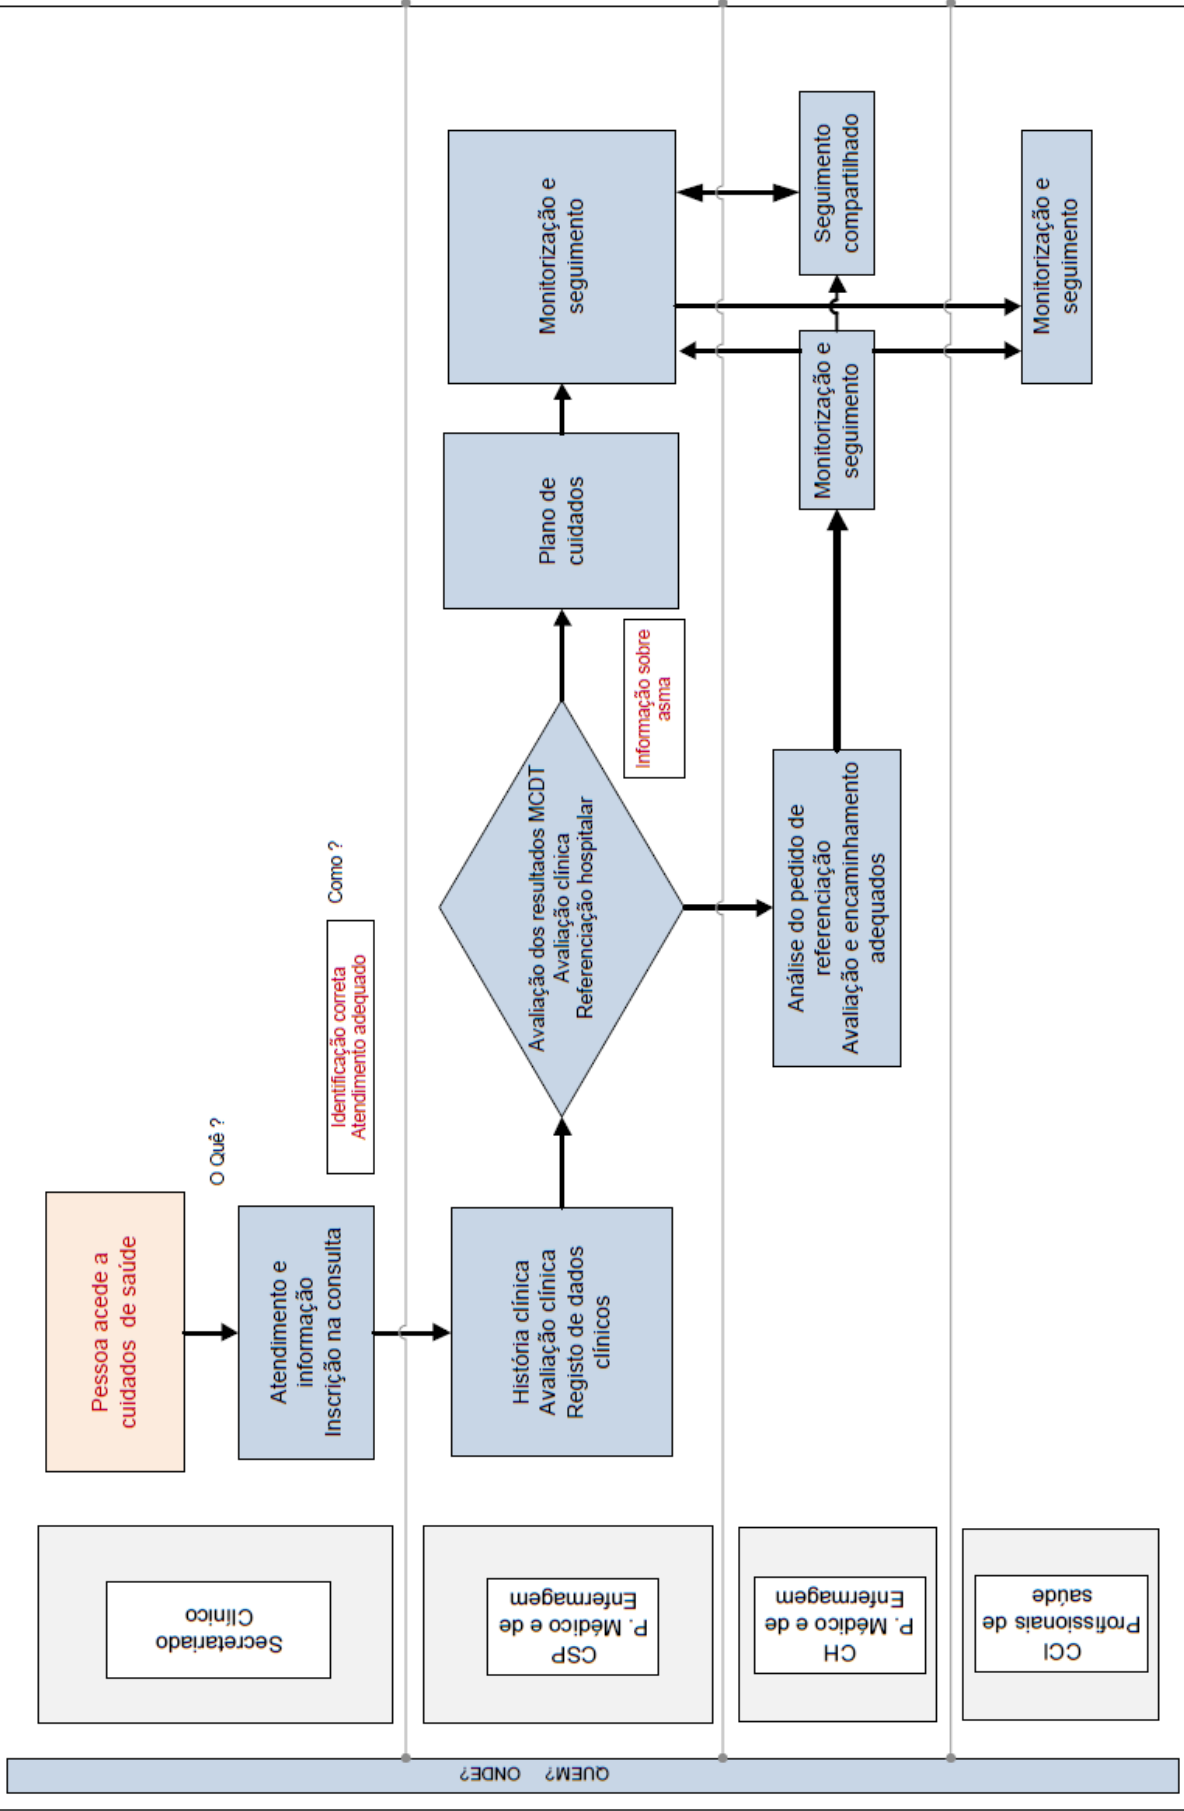 QUEM? ONDE?
Secretariado
Clínico
Pessoa acede a
cuidados de saúde
O Quê ?
Atendimento e
informação
Inscrição na consulta
Identificação correta
Atendimento adequado
Como ?
CSP
P. Médico e de
Enfermagem
História clínica
Avaliação clínica
Registo de dados
clínicos
Avaliação dos resultados MCDT
Avaliação clínica
Referenciação hospitalar
Informação sobre
asma
Plano de
cuidados
Monitorização e
seguimento
CH
P. Médico e de
Enfermagem
Análise do pedido de
referenciação
Avaliação e encaminhamento
adequados
Monitorização e
seguimento
Seguimento
compartilhado
CCI
Profissionais de
saúde
Monitorização e
seguimento